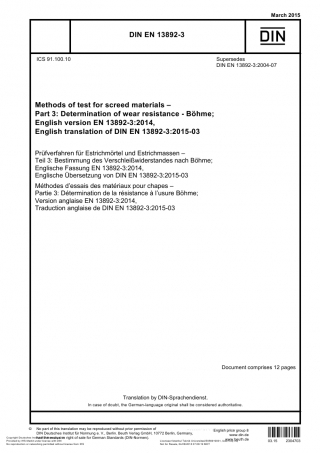 March 2015
DIN EN 13892-3
DIN
ICS 91.100.10
Supersedes
DIN EN 13892-3:2004-07
Methods of test for screed materials –
Part 3: Determination of wear resistance - Böhme;
English version EN 13892-3:2014,
English translation of DIN EN 13892-3:2015-03
Prüfverfahren für Estrichmörtel und Estrichmassen –
Teil 3: Bestimmung des Verschleißwiderstandes nach Böhme;
Englische Fassung EN 13892-3:2014,
Englische Übersetzung von DIN EN 13892-3:2015-03
Méthodes d'essais des matériaux pour chapes –
Partie 3: Détermination de la résistance à l'usure Böhme;
Version anglaise EN 13892-3:2014,
Traduction anglaise de DIN EN 13892-3:2015-03
Document comprises 12 pages
Translation by DIN-Sprachendienst.
In case of doubt, the German-language original shall be considered authoritative.
© No part of this translation may be reproduced without prior permission of
DIN Deutsches Institut für Normung e. V., Berlin. Beuth Verlag GmbH, 10772 Berlin, Germany,
has the exclusive right of sale for German Standards (DIN-Normen).
English price group 8
www.din.de
www.beuth.de
03.15